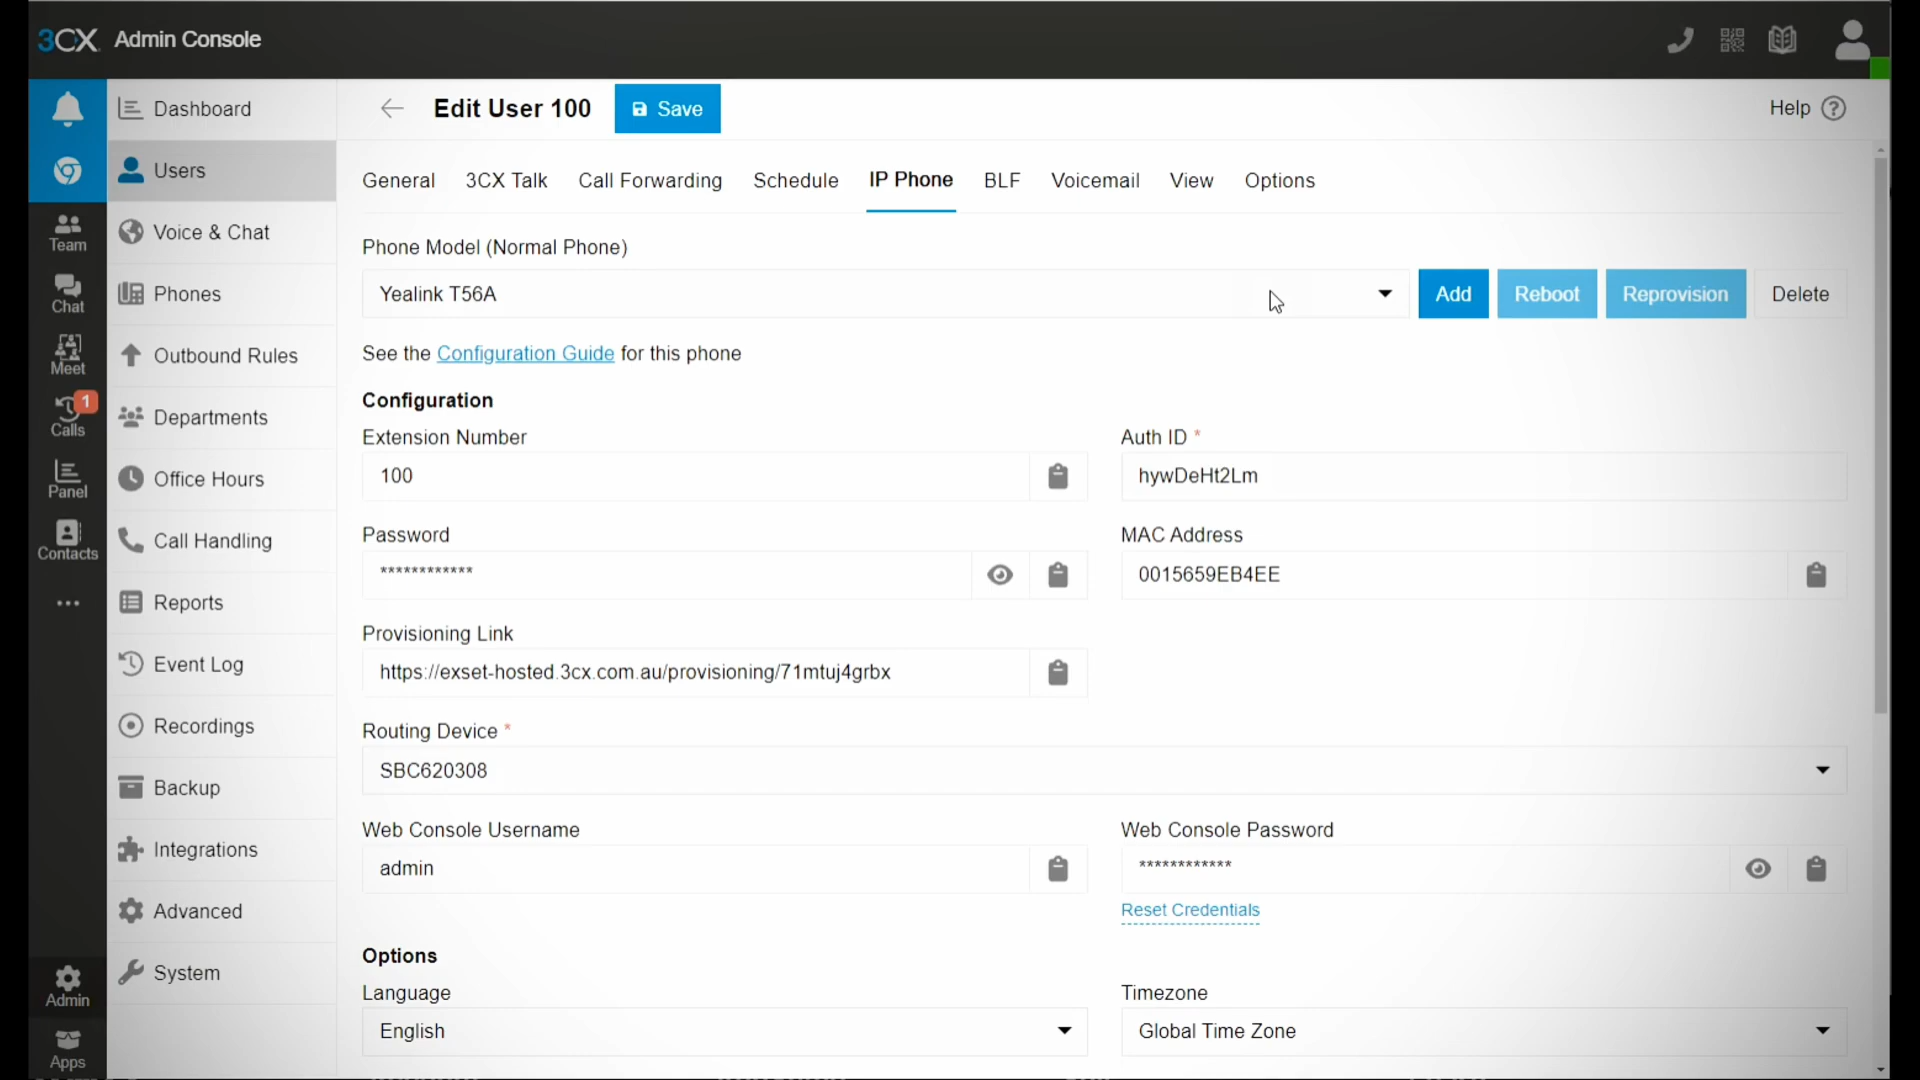 3CX Admin Console
Dashboard
Edit User 100
Save
Help
Users
General
3CX Talk
Call Forwarding
Schedule
IP Phone
BLF
Voicemail
View
Options
Team
Voice & Chat
Phone Model (Normal Phone)
Chat
Phones
Yealink T56A
Add
Reboot
Reprovision
Delete
Meet
Outbound Rules
See the Configuration Guide for this phone
1
Calls
Departments
Configuration
Extension Number
Auth ID *
Panel
Office Hours
100
hywDeHt2Lm
Contacts
Call Handling
Password
MAC Address
************
0015659EB4EE
Reports
Provisioning Link
Event Log
https://exset-hosted.3cx.com.au/provisioning/71mtuj4grbx
Recordings
Routing Device *
Backup
SBC620308
Integrations
Web Console Username
Web Console Password
admin
************
Advanced
Reset Credentials
Options
Admin
System
Language
Timezone
English
Global Time Zone
Apps